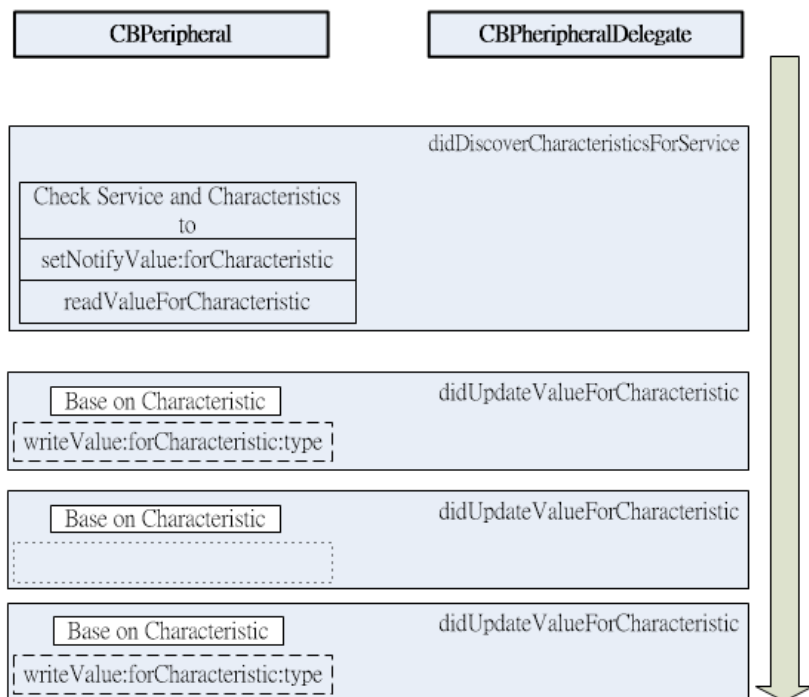 CBPeripheral
CBPheripheralDelegate
didDiscoverCharacteristicsForService
Check Service and Characteristics
to
setNotifyValue:forCharacteristic
readValueForCharacteristic
didUpdateValueForCharacteristic
Base on Characteristic
writeValue:forCharacteristic:type
didUpdateValueForCharacteristic
Base on Characteristic
didUpdateValueForCharacteristic
Base on Characteristic
writeValue:forCharacteristic:type